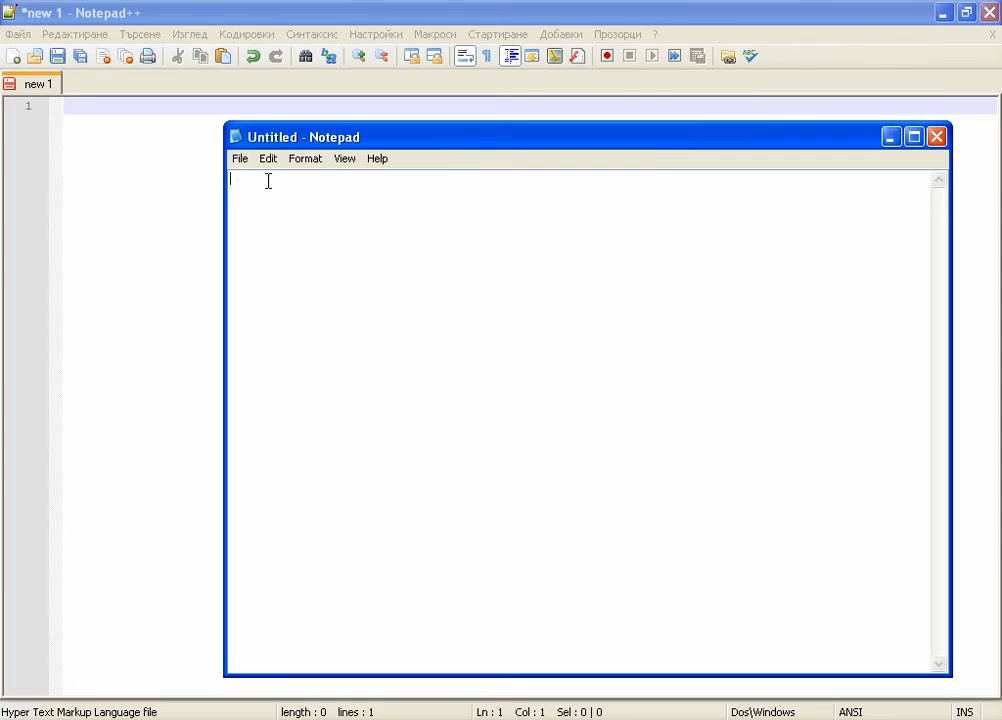 *new 1 - Notepad++
Файл Редактиране Търсене Изглед Кодировки Синтаксис Настройки Макроси Стартиране Добавки Прозорци ? X
new 1
1
Untitled - Notepad
File Edit Format View Help
Hyper Text Markup Language file length : 0 lines : 1 Ln : 1 Col : 1 Sel : 0 | 0 Dos\Windows ANSI INS